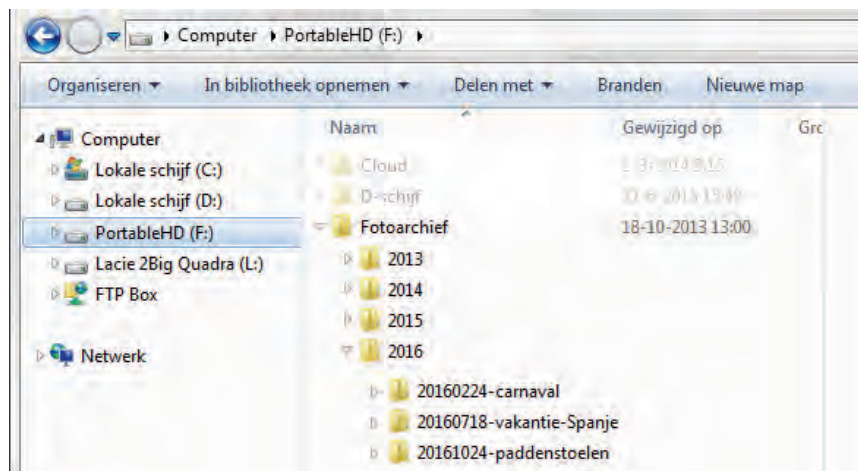 Computer PortableHD (F:)
Organiseren In bibliotheek opnemen Delen met Branden Nieuwe map
Computer
Lokale schijf (C:)
Lokale schijf (D:)
PortableHD (F:)
Lacie 2Big Quadra (L:)
FTP Box
Netwerk
Naam Gewijzigd op Grc
Cloud
D-schijf
Fotoarchief 18-10-2013 13:00
2013
2014
2015
2016
20160224-carnaval
20160718-vakantie-Spanje
20161024-paddenstoelen